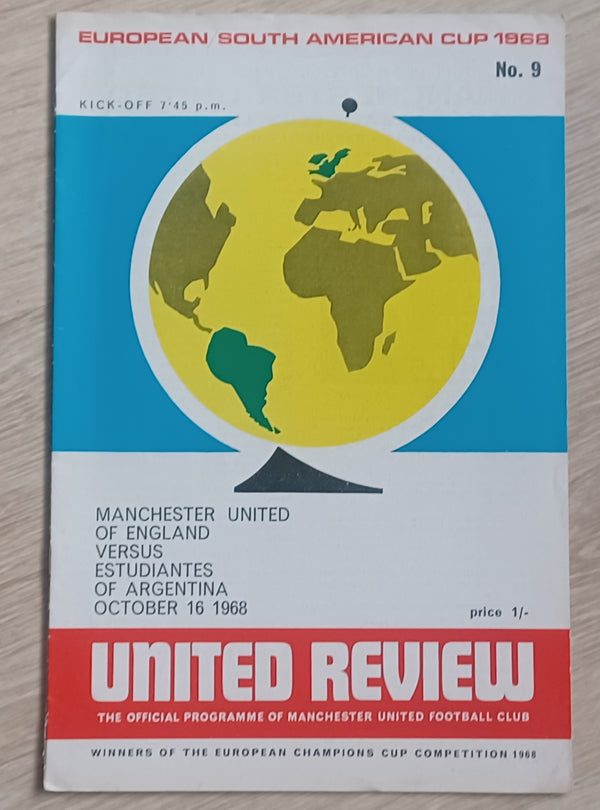 EUROPEAN/SOUTH AMERICAN CUP 1968
No. 9
KICK-OFF 7·45 p.m.
MANCHESTER UNITED
OF ENGLAND
VERSUS
ESTUDIANTES
OF ARGENTINA
OCTOBER 16 1968
price 1/-
UNITED REVIEW
THE OFFICIAL PROGRAMME OF MANCHESTER UNITED FOOTBALL CLUB
WINNERS OF THE EUROPEAN CHAMPIONS CUP COMPETITION 1968